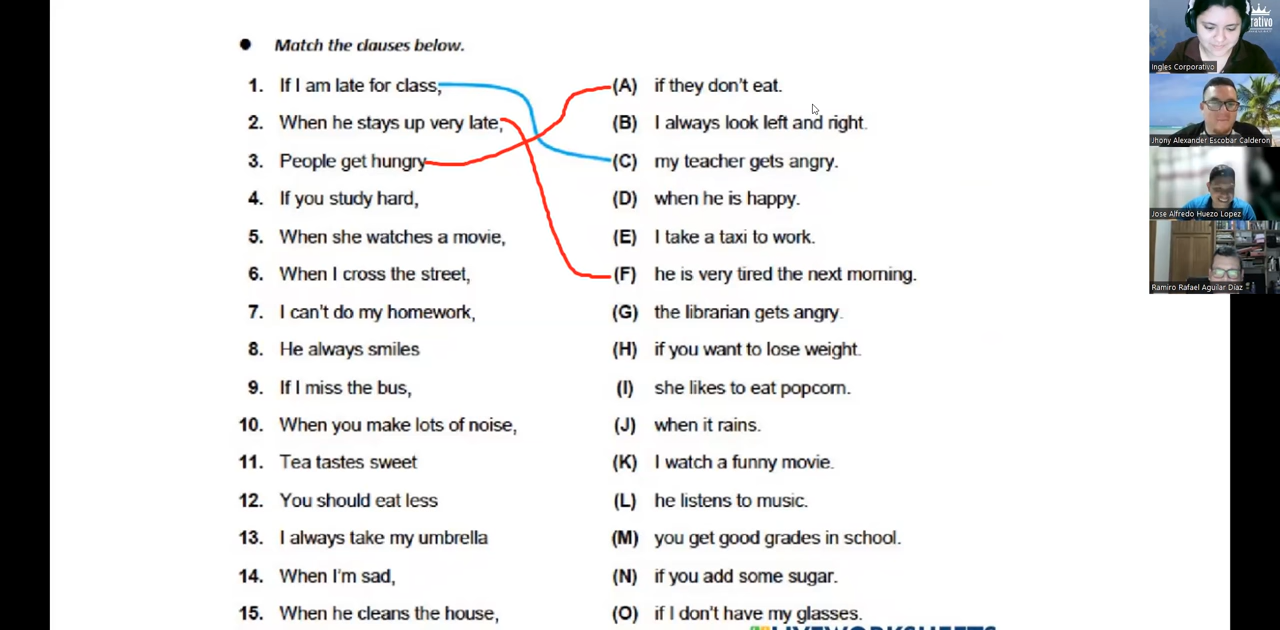 Match the clauses below.
1. If I am late for class, (A) if they don't eat.
2. When he stays up very late, (B) I always look left and right.
3. People get hungry (C) my teacher gets angry.
4. If you study hard, (D) when he is happy.
5. When she watches a movie, (E) I take a taxi to work.
6. When I cross the street, (F) he is very tired the next morning.
7. I can't do my homework, (G) the librarian gets angry.
8. He always smiles (H) if you want to lose weight.
9. If I miss the bus, (I) she likes to eat popcorn.
10. When you make lots of noise, (J) when it rains.
11. Tea tastes sweet (K) I watch a funny movie.
12. You should eat less (L) he listens to music.
13. I always take my umbrella (M) you get good grades in school.
14. When I'm sad, (N) if you add some sugar.
15. When he cleans the house, (O) if I don't have my glasses.
LIVEWORKSHEETS
Ingles Corporativo
Jhony Alexander Escobar Calderon
Jose Alfredo Huezo Lopez
Ramiro Rafael Aguilar Díaz